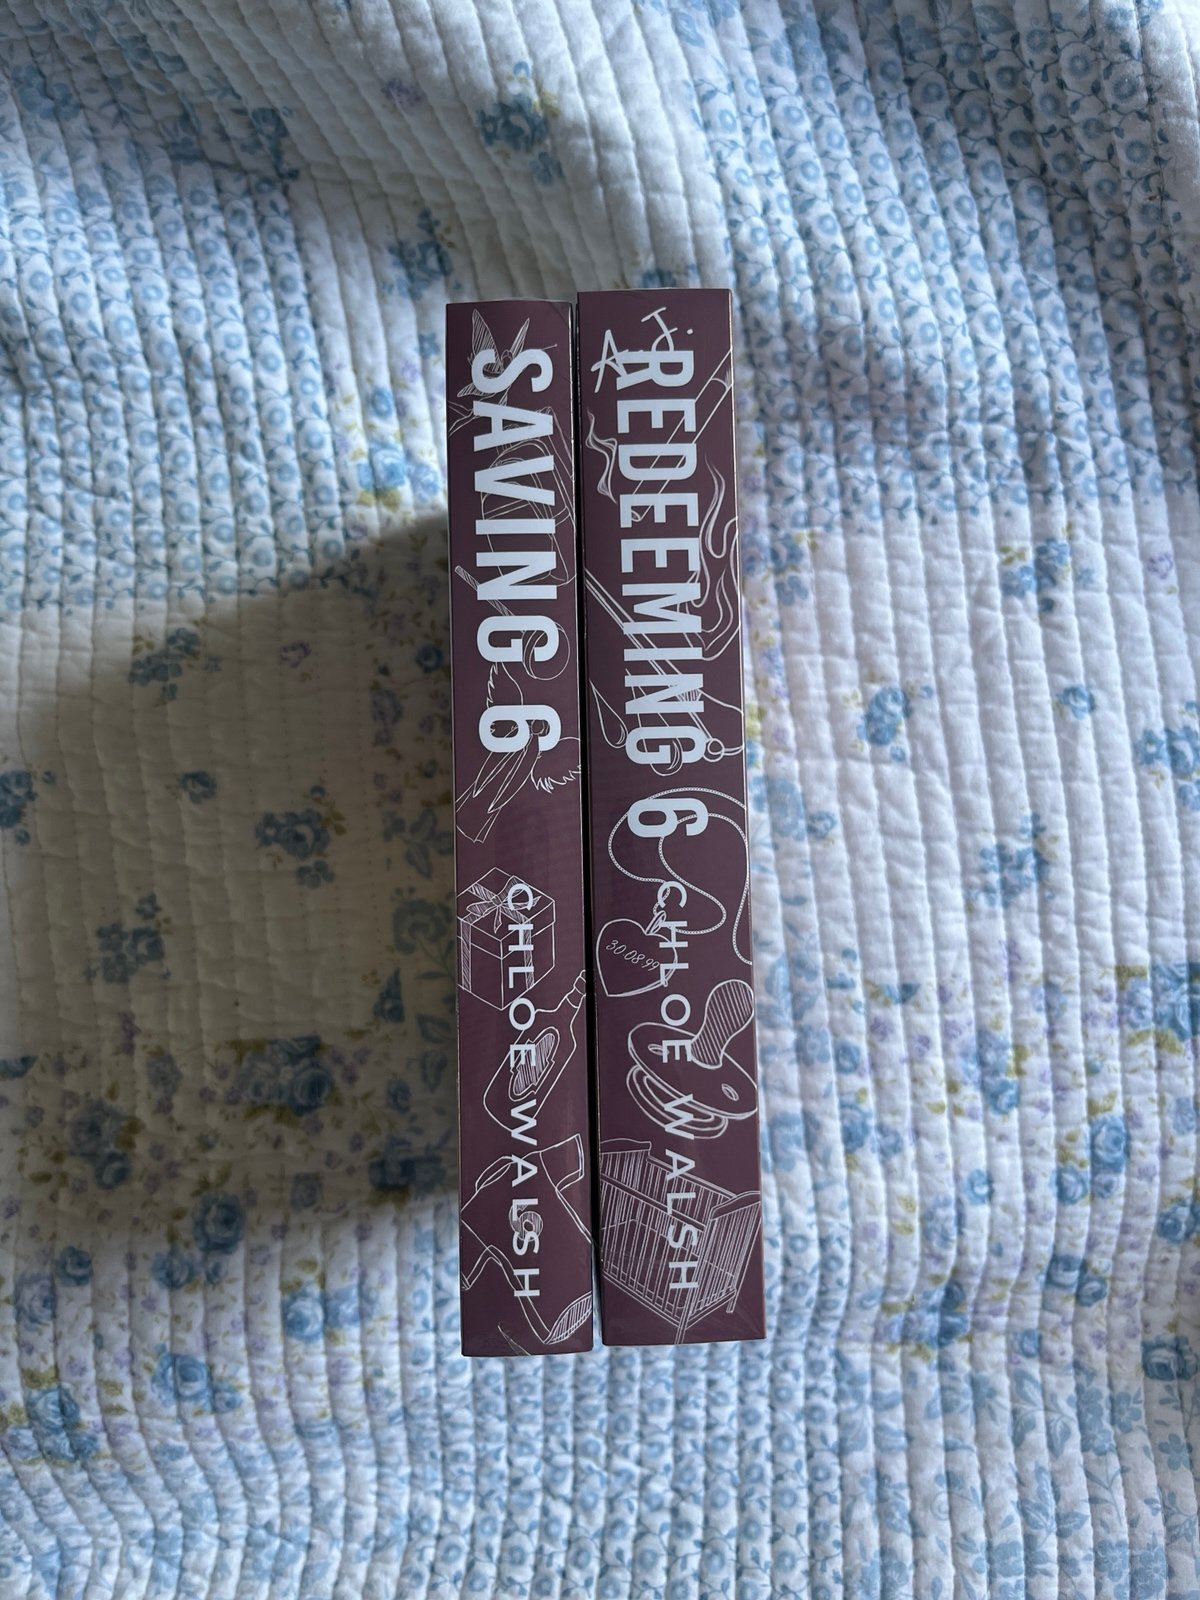 SAVING 6
CHLOE WALSH
REDEEMING 6
CHLOE WALSH
30 08 99